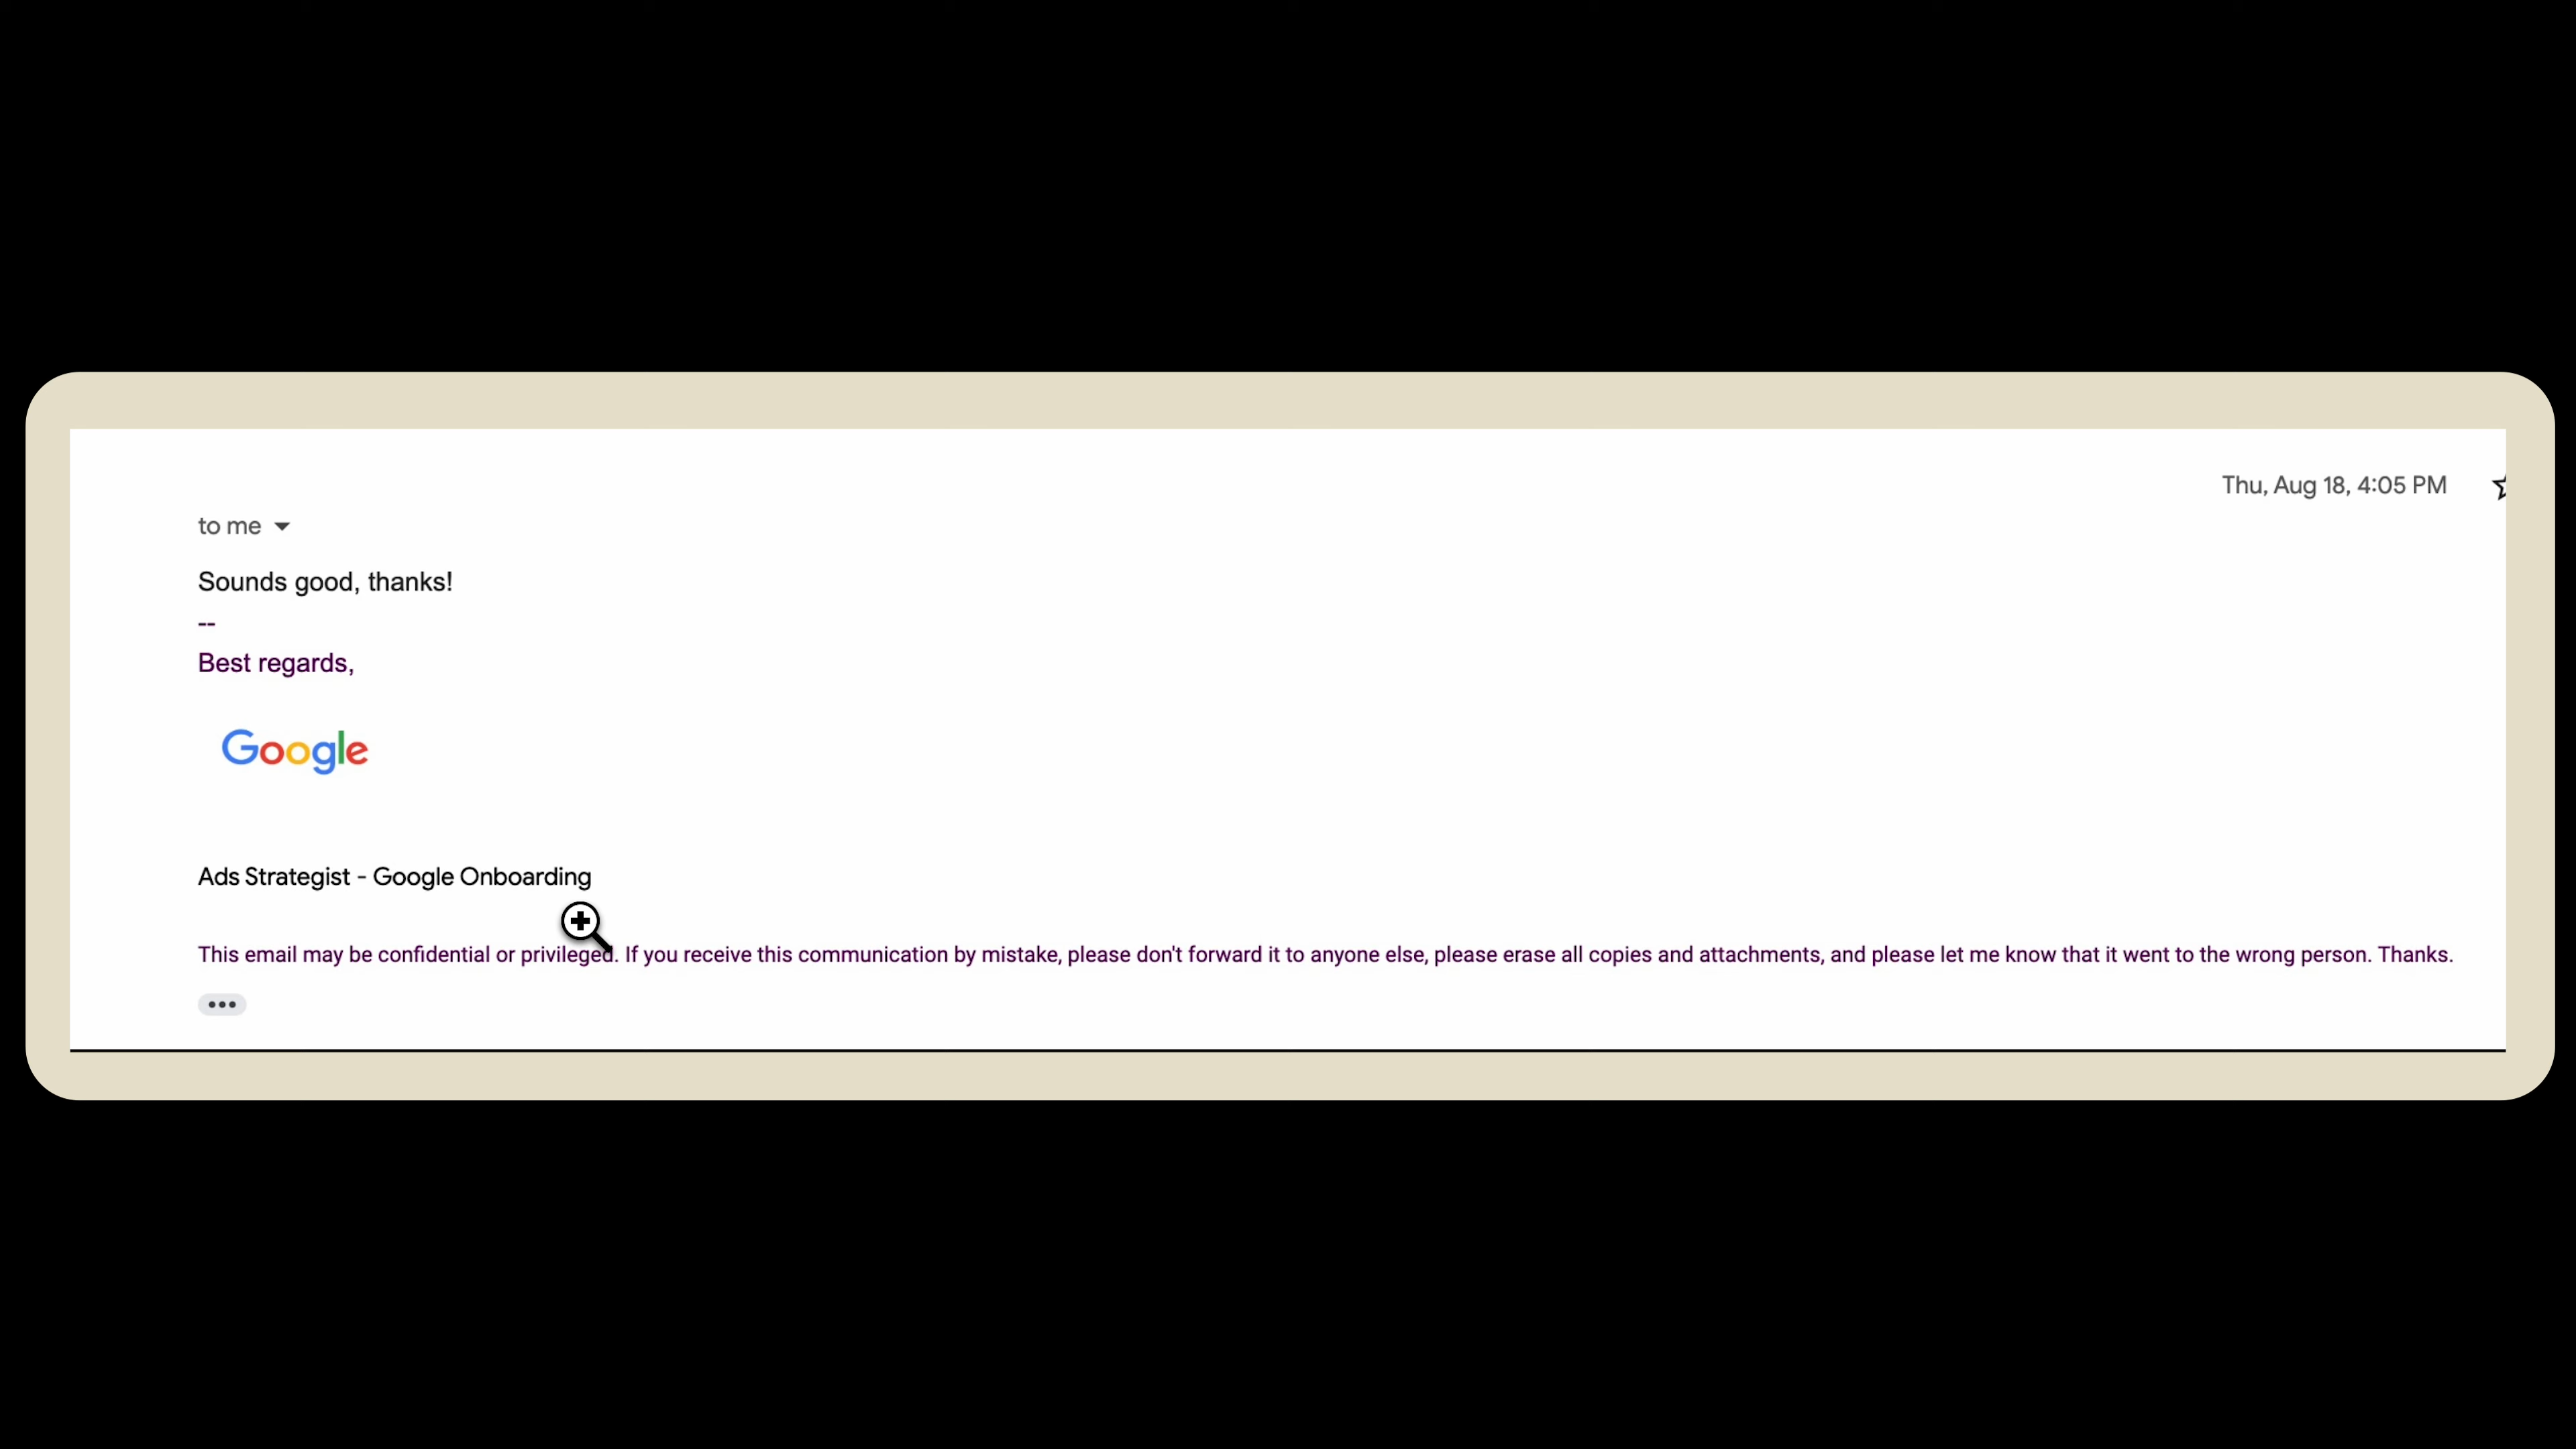 Thu, Aug 18, 4:05 PM
to me
Sounds good, thanks!
--
Best regards,
Google
Ads Strategist - Google Onboarding
This email may be confidential or privileged. If you receive this communication by mistake, please don't forward it to anyone else, please erase all copies and attachments, and please let me know that it went to the wrong person. Thanks.